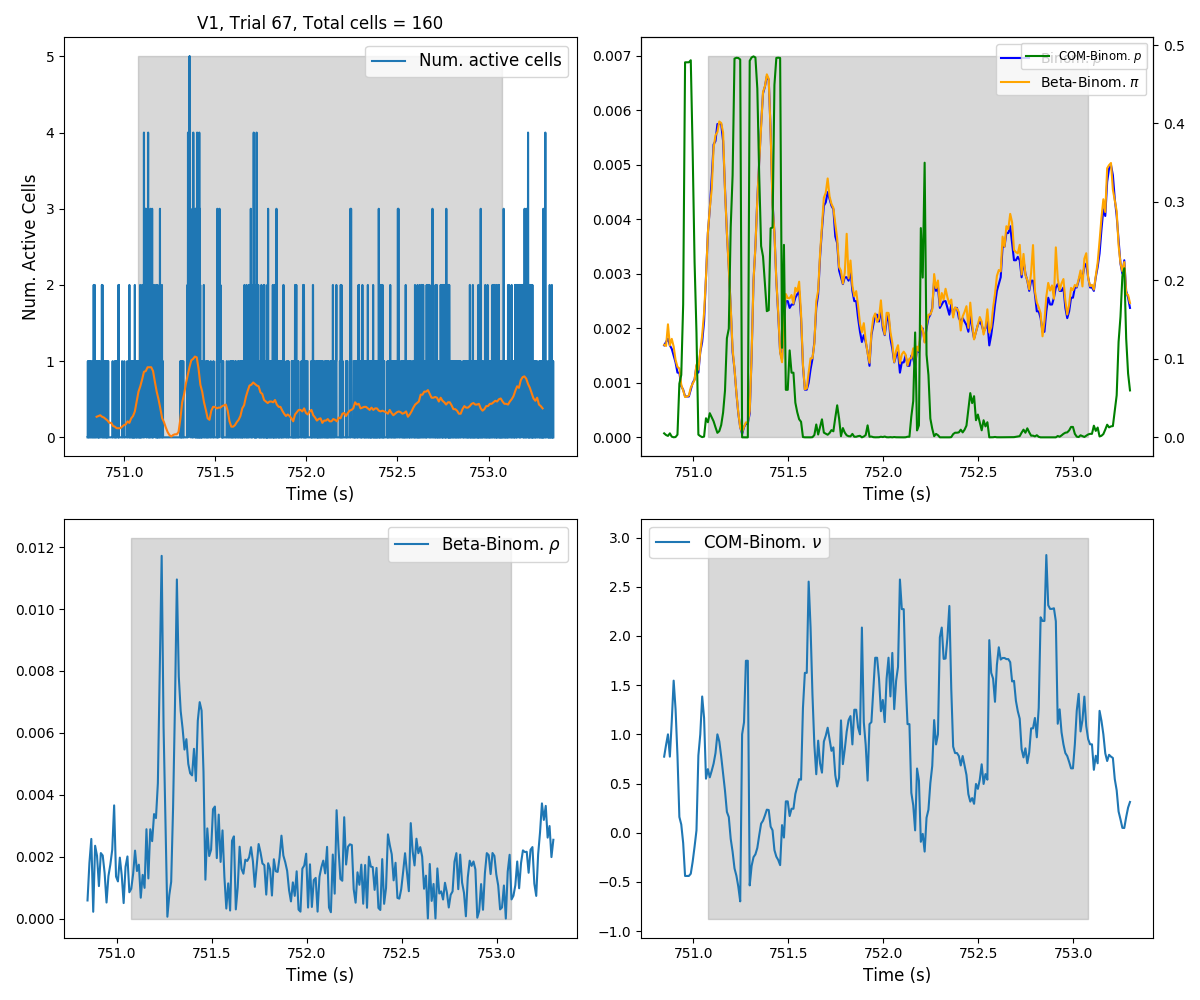 V1, Trial 67, Total cells = 160
Num. active cells
Num. Active Cells
5
4
3
2
1
0
751.0 751.5 752.0 752.5 753.0
Time (s)
COM-Binom. p
Binom. p
Beta-Binom. π
0.007
0.006
0.005
0.004
0.003
0.002
0.001
0.000
0.5
0.4
0.3
0.2
0.1
0.0
751.0 751.5 752.0 752.5 753.0
Time (s)
Beta-Binom. ρ
0.012
0.010
0.008
0.006
0.004
0.002
0.000
751.0 751.5 752.0 752.5 753.0
Time (s)
COM-Binom. ν
3.0
2.5
2.0
1.5
1.0
0.5
0.0
−0.5
−1.0
751.0 751.5 752.0 752.5 753.0
Time (s)